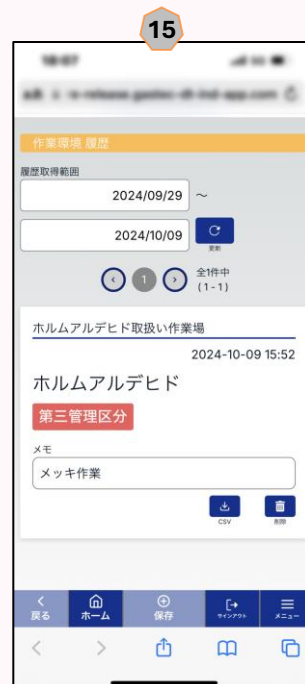 15
18:07
作業環境 履歴
履歴取得範囲
2024/09/29 ～
2024/10/09
更新
1
全1件中
(1-1)
ホルムアルデヒド取扱い作業場
2024-10-09 15:52
ホルムアルデヒド
第三管理区分
メモ
メッキ作業
CSV 削除
戻る ホーム 保存 サインアウト メニュー